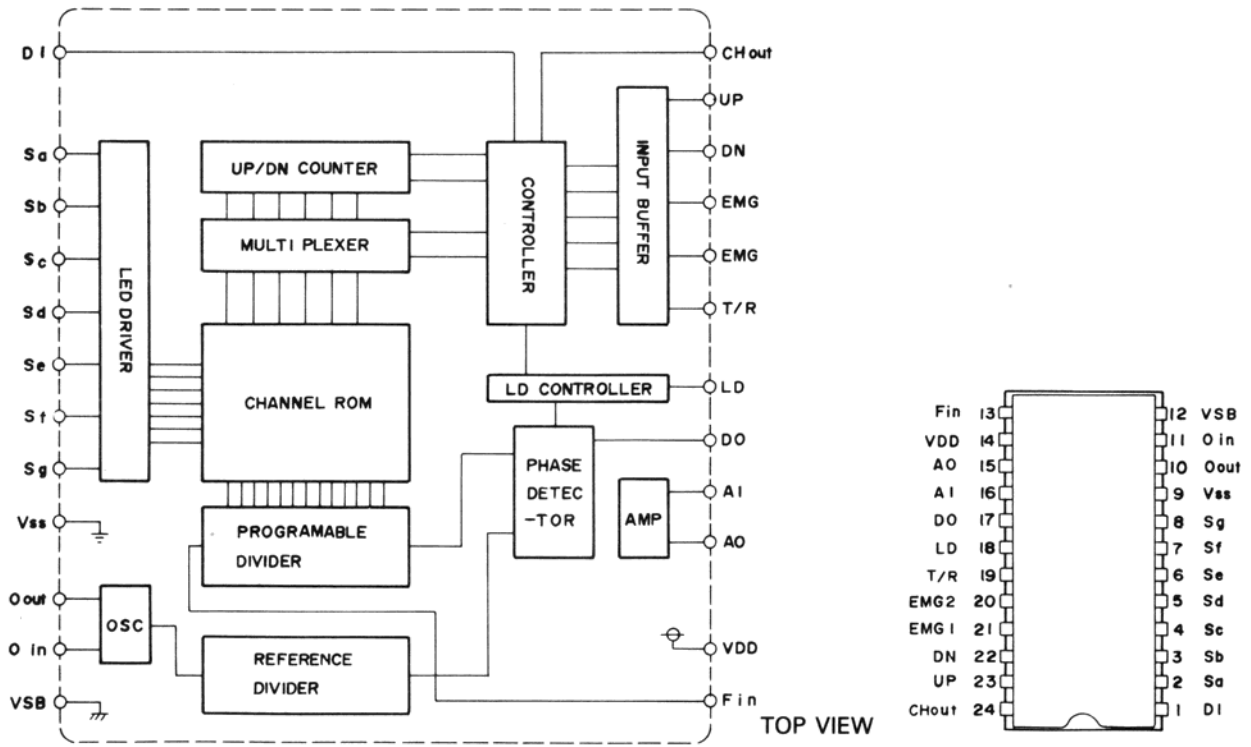 DI
CHout
UP
DN
EMG
EMG
T/R
LD
DO
AI
AO
VDD
Fin
Sa
Sb
Sc
Sd
Se
Sf
Sg
Vss
Oout
O in
VSB
LED DRIVER
UP/DN COUNTER
MULTI PLEXER
CHANNEL ROM
CONTROLLER
INPUT BUFFER
LD CONTROLLER
PHASE
DETEC
-TOR
AMP
PROGRAMABLE
DIVIDER
OSC
REFERENCE
DIVIDER
TOP VIEW
Fin 13 12 VSB
VDD 14 11 O in
AO 15 10 Oout
AI 16 9 Vss
DO 17 8 Sg
LD 18 7 Sf
T/R 19 6 Se
EMG2 20 5 Sd
EMG1 21 4 Sc
DN 22 3 Sb
UP 23 2 Sa
CHout 24 1 DI